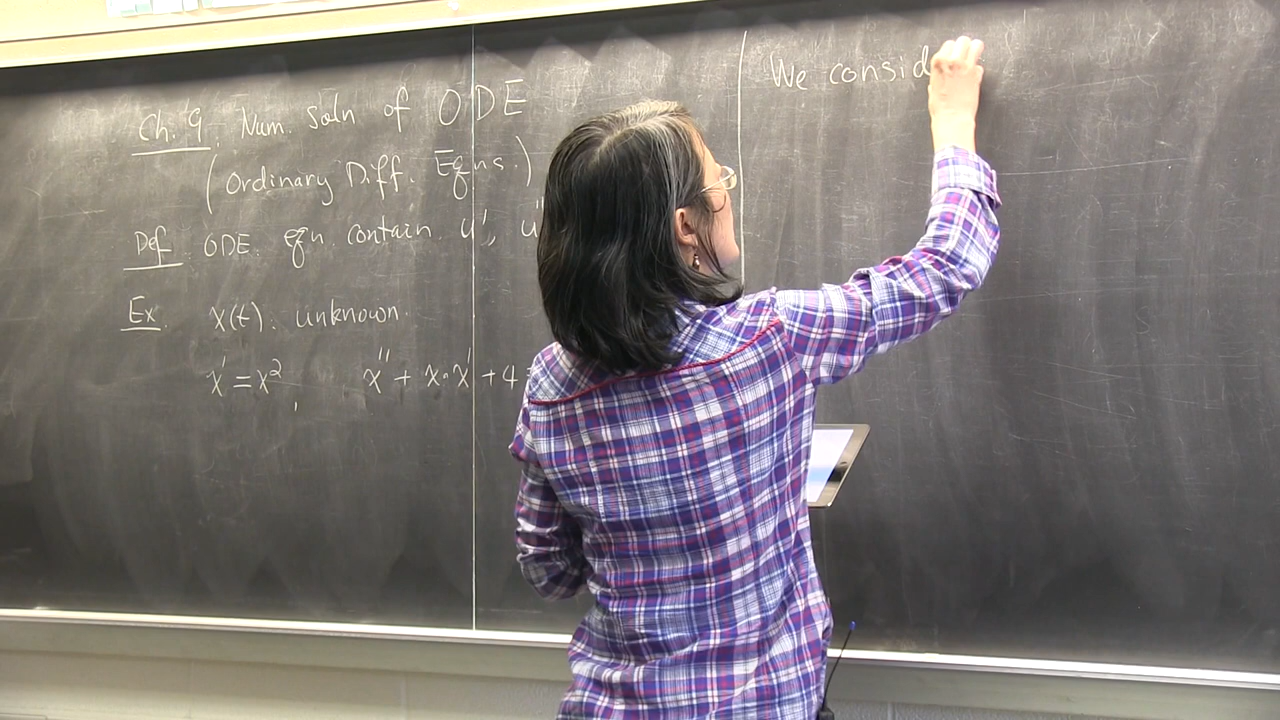 Ch. 9. Num. soln of ODE
(Ordinary Diff. Eqns.)
Def. ODE. eqn. contain. u', u''
Ex. x(t): unknown.
x' = x² x'' + x·x' + 4 =
We consid